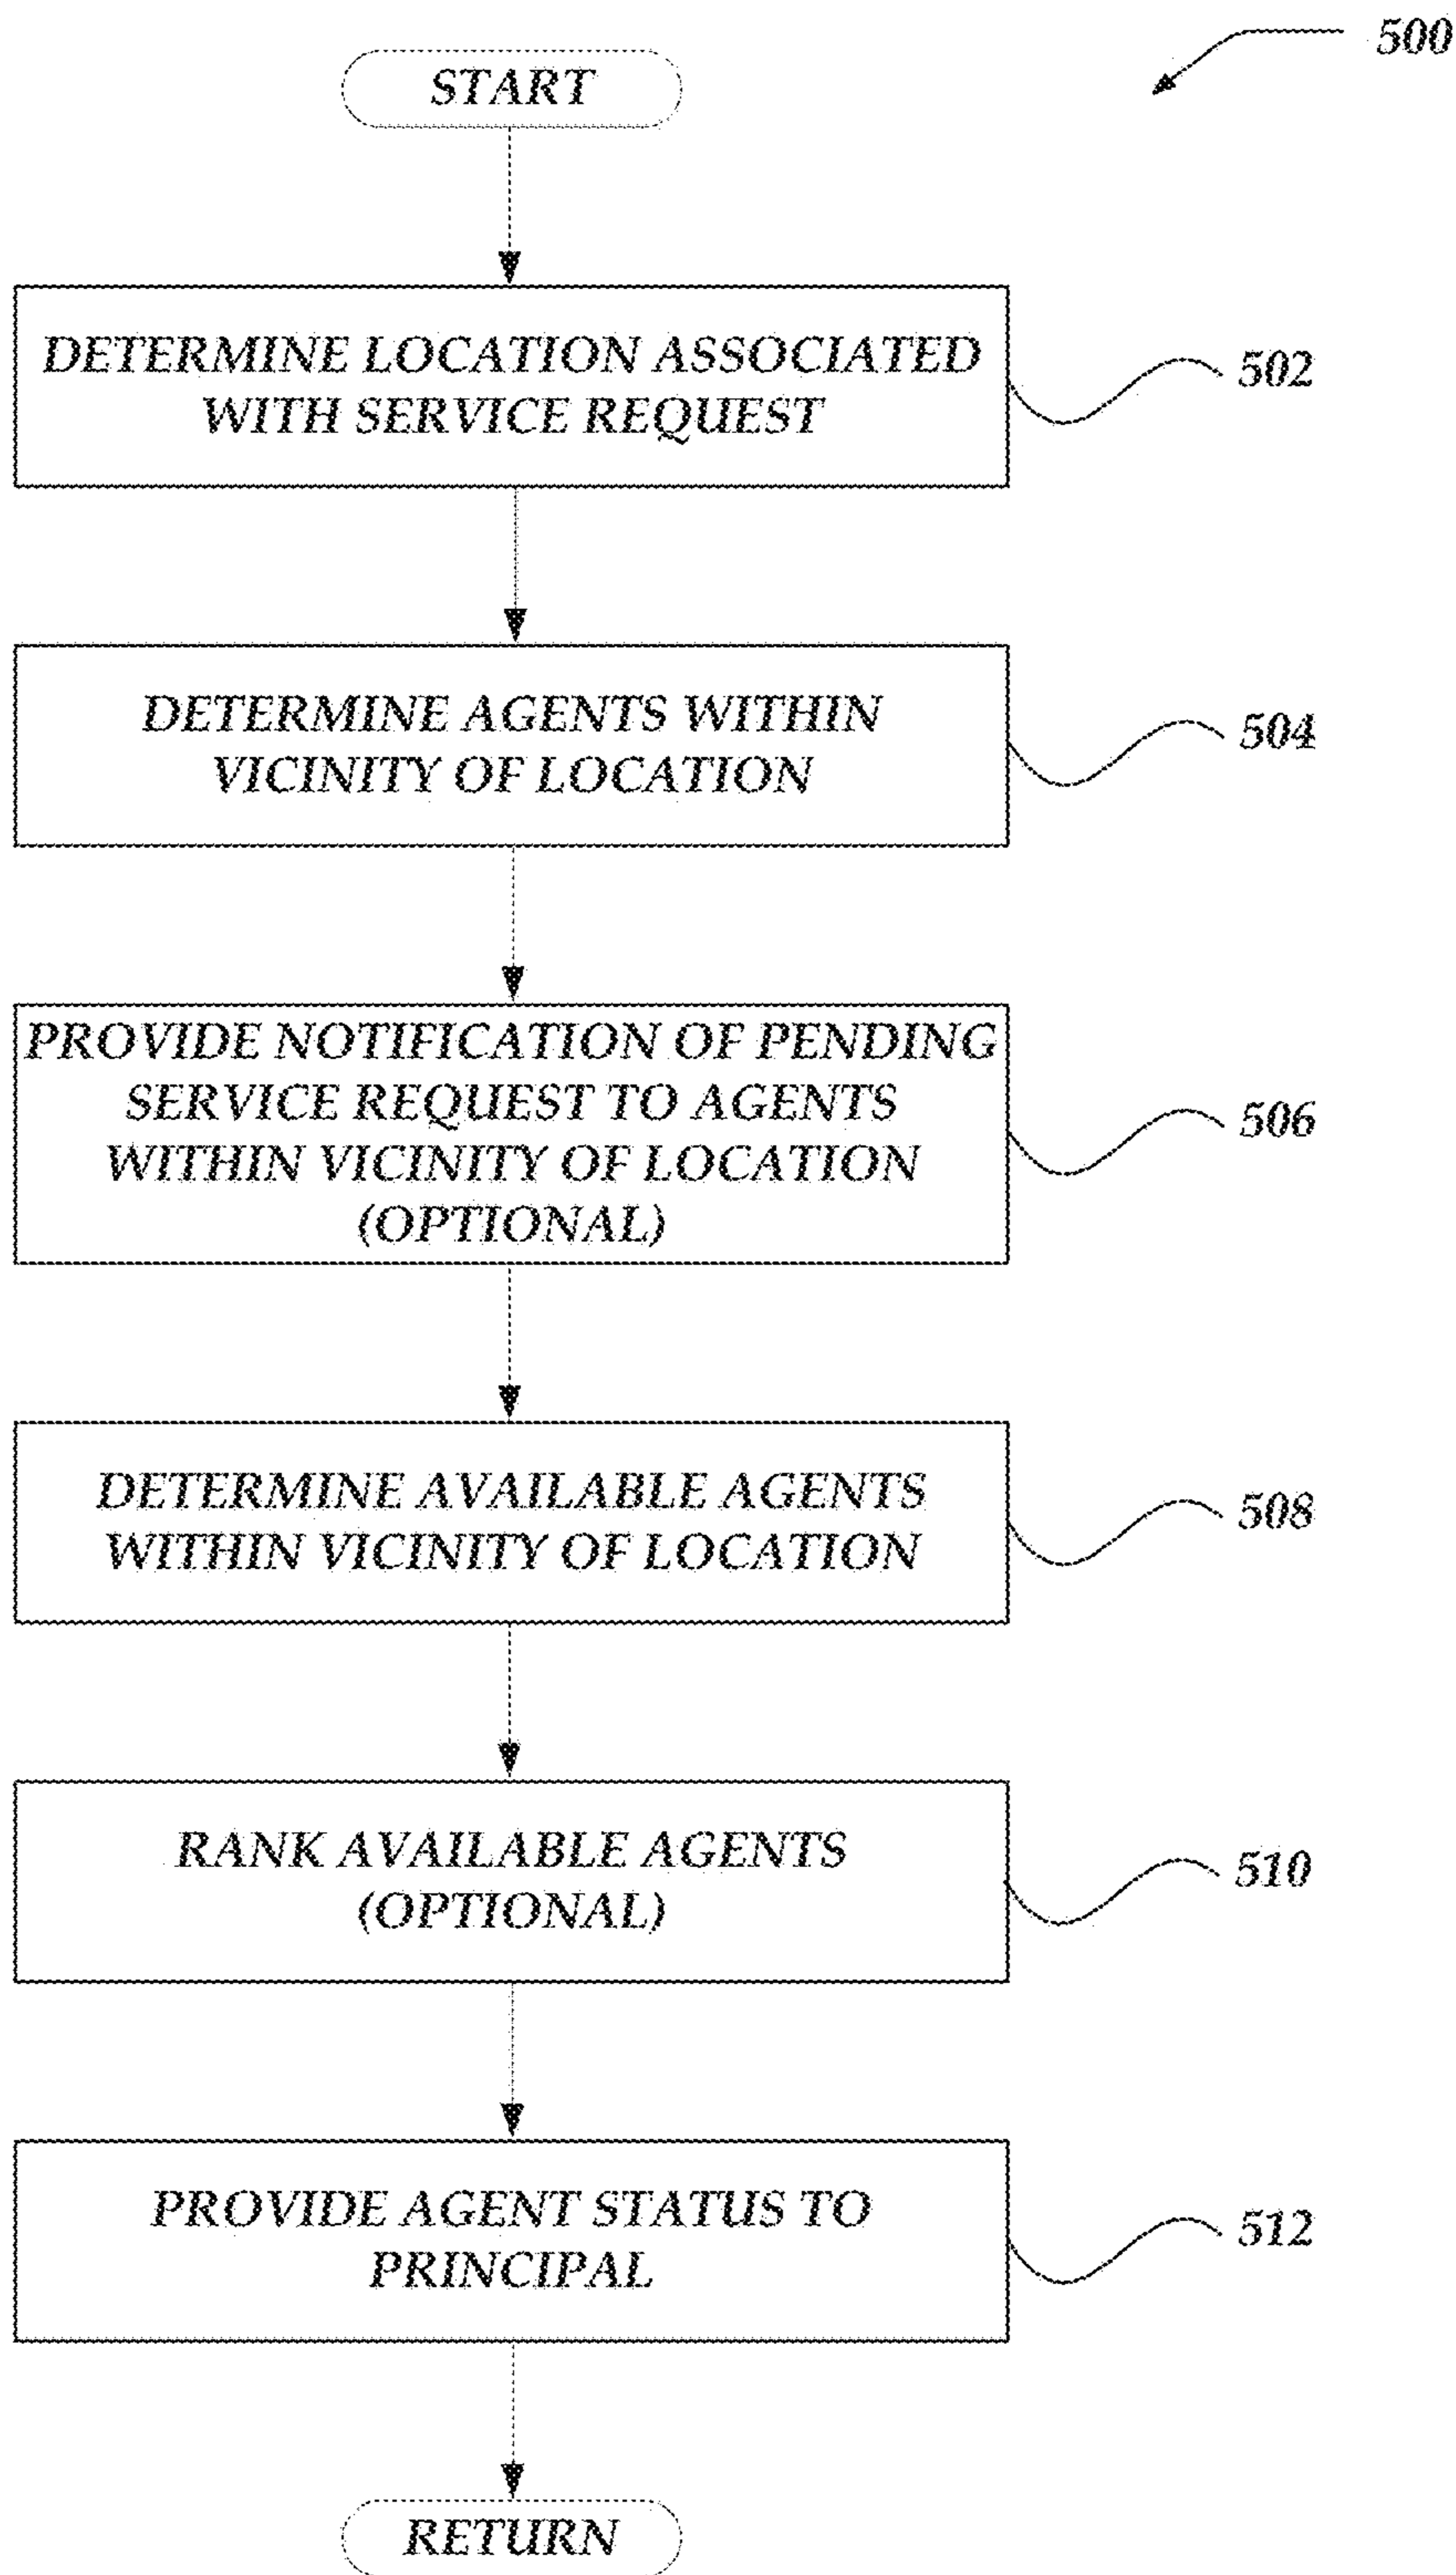 500
START
DETERMINE LOCATION ASSOCIATED
WITH SERVICE REQUEST
502
DETERMINE AGENTS WITHIN
VICINITY OF LOCATION
504
PROVIDE NOTIFICATION OF PENDING
SERVICE REQUEST TO AGENTS
WITHIN VICINITY OF LOCATION
(OPTIONAL)
506
DETERMINE AVAILABLE AGENTS
WITHIN VICINITY OF LOCATION
508
RANK AVAILABLE AGENTS
(OPTIONAL)
510
PROVIDE AGENT STATUS TO
PRINCIPAL
512
RETURN